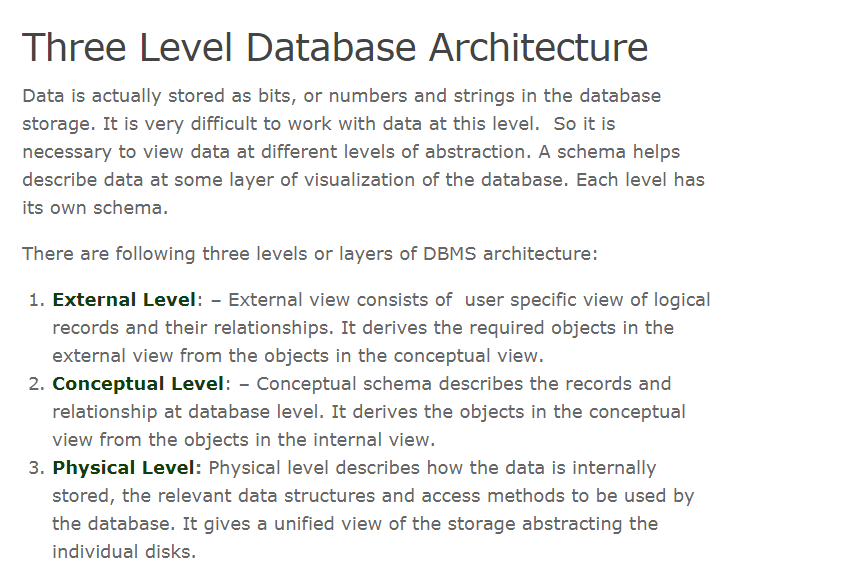 Three Level Database Architecture
Data is actually stored as bits, or numbers and strings in the database
storage. It is very difficult to work with data at this level.  So it is
necessary to view data at different levels of abstraction. A schema helps
describe data at some layer of visualization of the database. Each level has
its own schema.
There are following three levels or layers of DBMS architecture:
1. External Level: – External view consists of  user specific view of logical
records and their relationships. It derives the required objects in the
external view from the objects in the conceptual view.
2. Conceptual Level: – Conceptual schema describes the records and
relationship at database level. It derives the objects in the conceptual
view from the objects in the internal view.
3. Physical Level: Physical level describes how the data is internally
stored, the relevant data structures and access methods to be used by
the database. It gives a unified view of the storage abstracting the
individual disks.